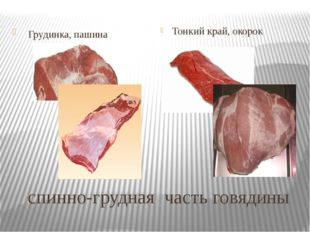 Грудинка, пашина
Тонкий край, окорок
спинно-грудная часть говядины